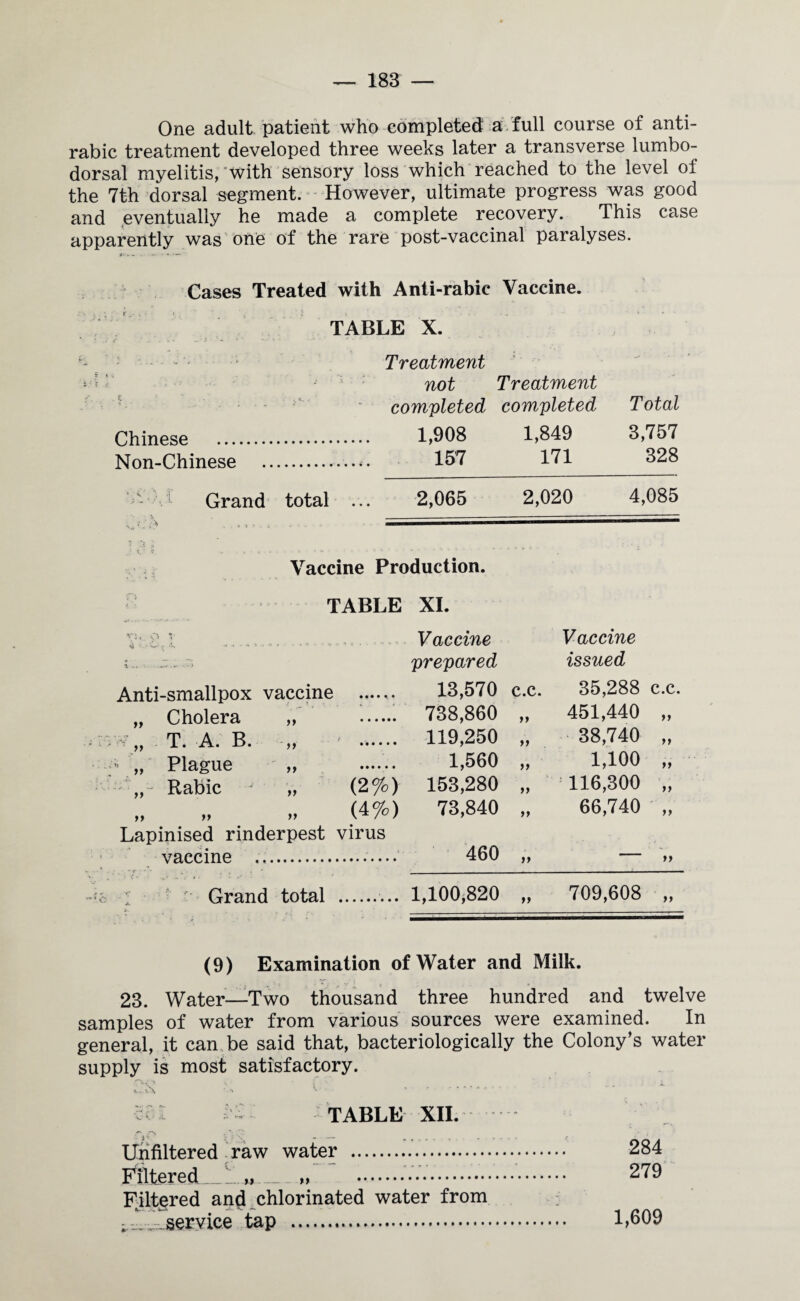 — 183 —
One adult patient who completed a full course of anti-
rabic treatment developed three weeks later a transverse lumbo-
dorsal myelitis, with sensory loss which reached to the level of
the 7th dorsal segment. However, ultimate progress was good
and eventually he made a complete recovery. This case
apparently was one of the rare post-vaccinal paralyses.
Cases Treated with Anti-rabic Vaccine.
TABLE X.
Treatment
not Treatment
completed completed Total
Chinese .................... 1,908 1,849 3,757
Non-Chinese ............... 157 171 328
Grand total ... 2,065 2,020 4,085
Vaccine Production.
TABLE XI.
Vaccine Vaccine
prepared issued
Anti-smallpox vaccine ...... 13,570 c.c. 35,288 c.c.
„ Cholera „ ...... 738,860 „ 451,440 „
„ T. A. B. „ ...... 119,250 „ 38,740 „
„ Plague „ ...... 1,560 „ 1,100 „
„ Rabic „ (2%) 153,280 „ 116,300 „
„ „ „ (4%) 73,840 „ 66,740 „
Lapinised rinderpest virus
vaccine ..................... 460 „ — „
Grand total ......... 1,100,820 „ 709,608 „
(9) Examination of Water and Milk.
23. Water—Two thousand three hundred and twelve
samples of water from various sources were examined. In
general, it can be said that, bacteriologically the Colony's water
supply is most satisfactory.
TABLE XII.
Unfiltered raw water .............................. 284
Filtered „ „ .............................. 279
Filtered and chlorinated water from
service tap ...................................... 1,609